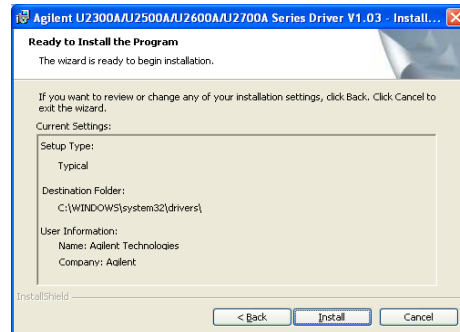 Agilent U2300A/U2500A/U2600A/U2700A Series Driver V1.03 - Install...
Ready to Install the Program
The wizard is ready to begin installation.
If you want to review or change any of your installation settings, click Back. Click Cancel to
exit the wizard.
Current Settings:
Setup Type:
Typical
Destination Folder:
C:\WINDOWS\system32\drivers\
User Information:
Name: Agilent Technologies
Company: Agilent
InstallShield
< Back
Install
Cancel